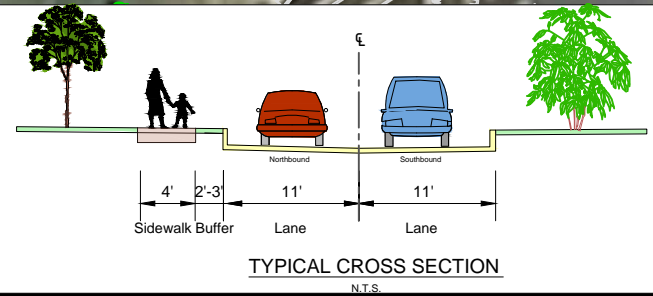 ℄
Northbound Southbound
4' 2'-3' 11' 11'
Sidewalk Buffer Lane Lane
TYPICAL CROSS SECTION
N.T.S.